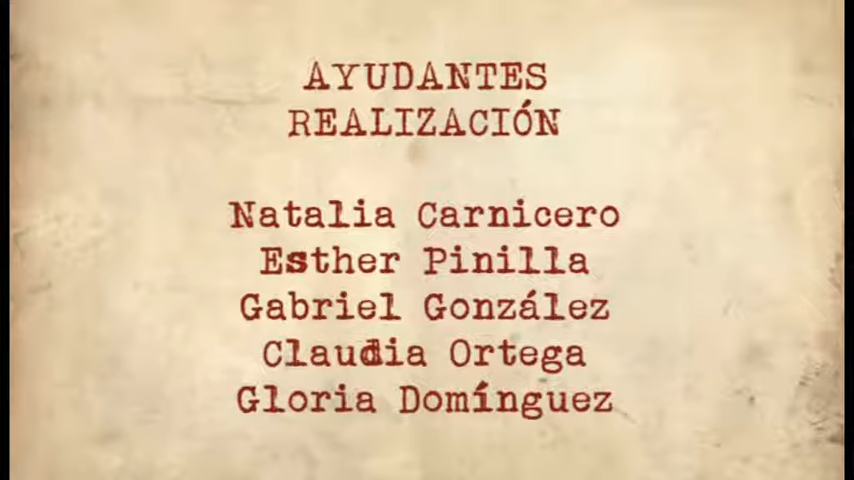 AYUDANTES
REALIZACIÓN
Natalia Carnicero
Esther Pinilla
Gabriel González
Claudia Ortega
Gloria Domínguez